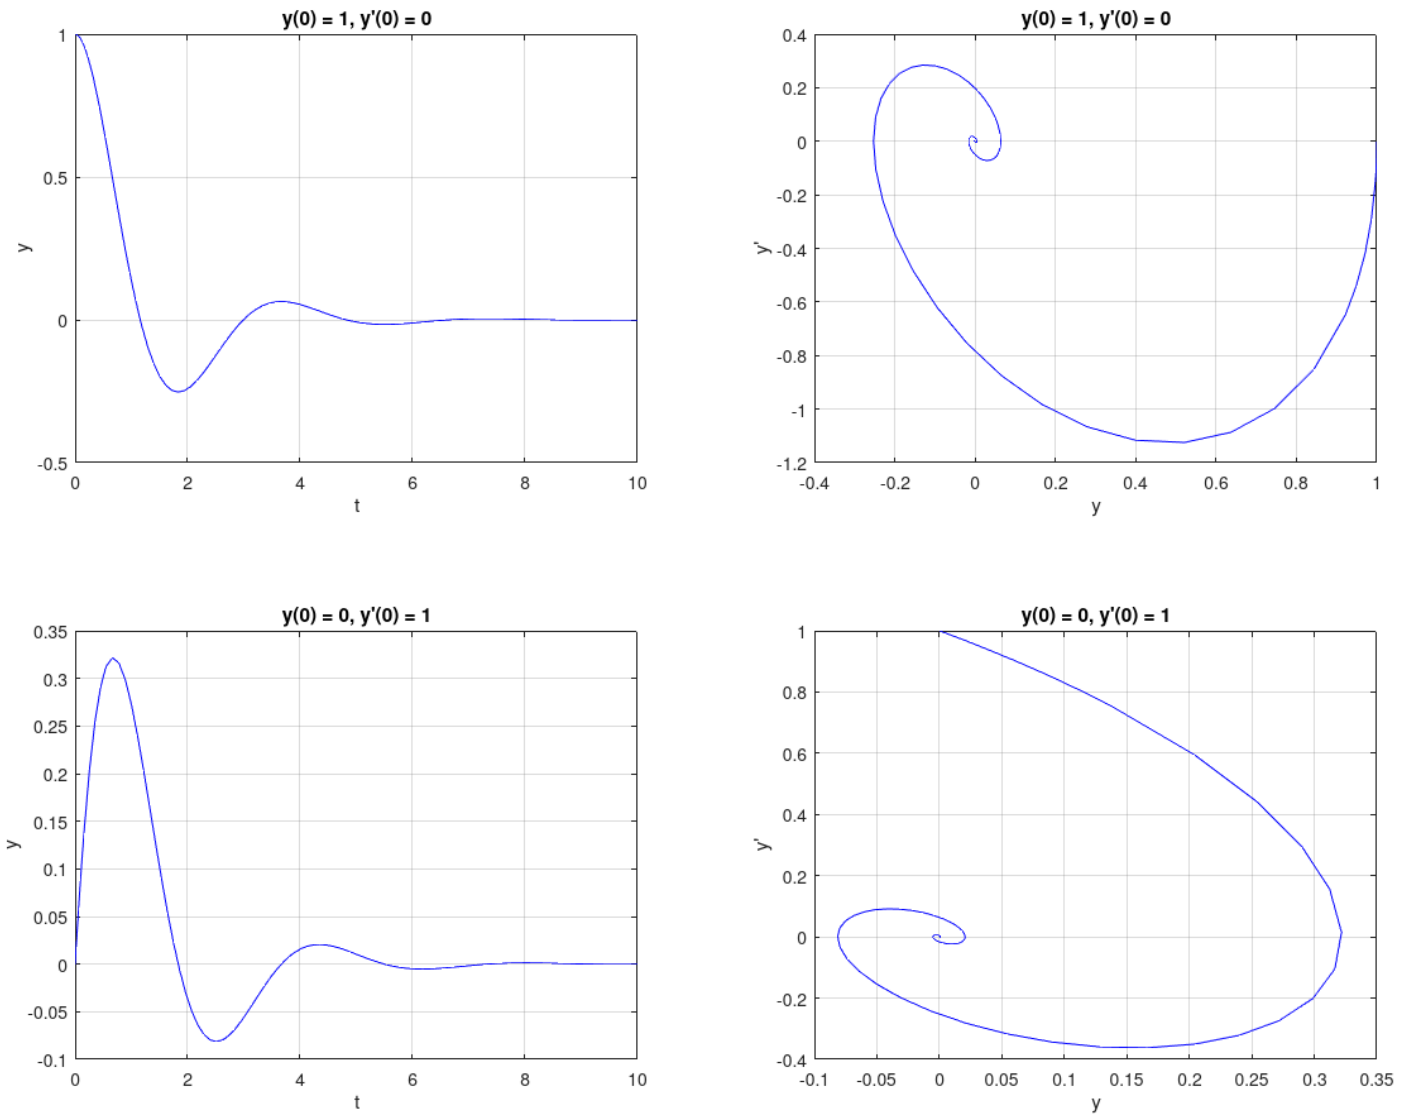 y(0) = 1, y'(0) = 0
1
0.5
0
-0.5
y
0 2 4 6 8 10
t
y(0) = 1, y'(0) = 0
0.4
0.2
0
-0.2
-0.4
-0.6
-0.8
-1
-1.2
y'
-0.4 -0.2 0 0.2 0.4 0.6 0.8 1
y
y(0) = 0, y'(0) = 1
0.35
0.3
0.25
0.2
0.15
0.1
0.05
0
-0.05
-0.1
y
0 2 4 6 8 10
t
y(0) = 0, y'(0) = 1
1
0.8
0.6
0.4
0.2
0
-0.2
-0.4
y'
-0.1 -0.05 0 0.05 0.1 0.15 0.2 0.25 0.3 0.35
y